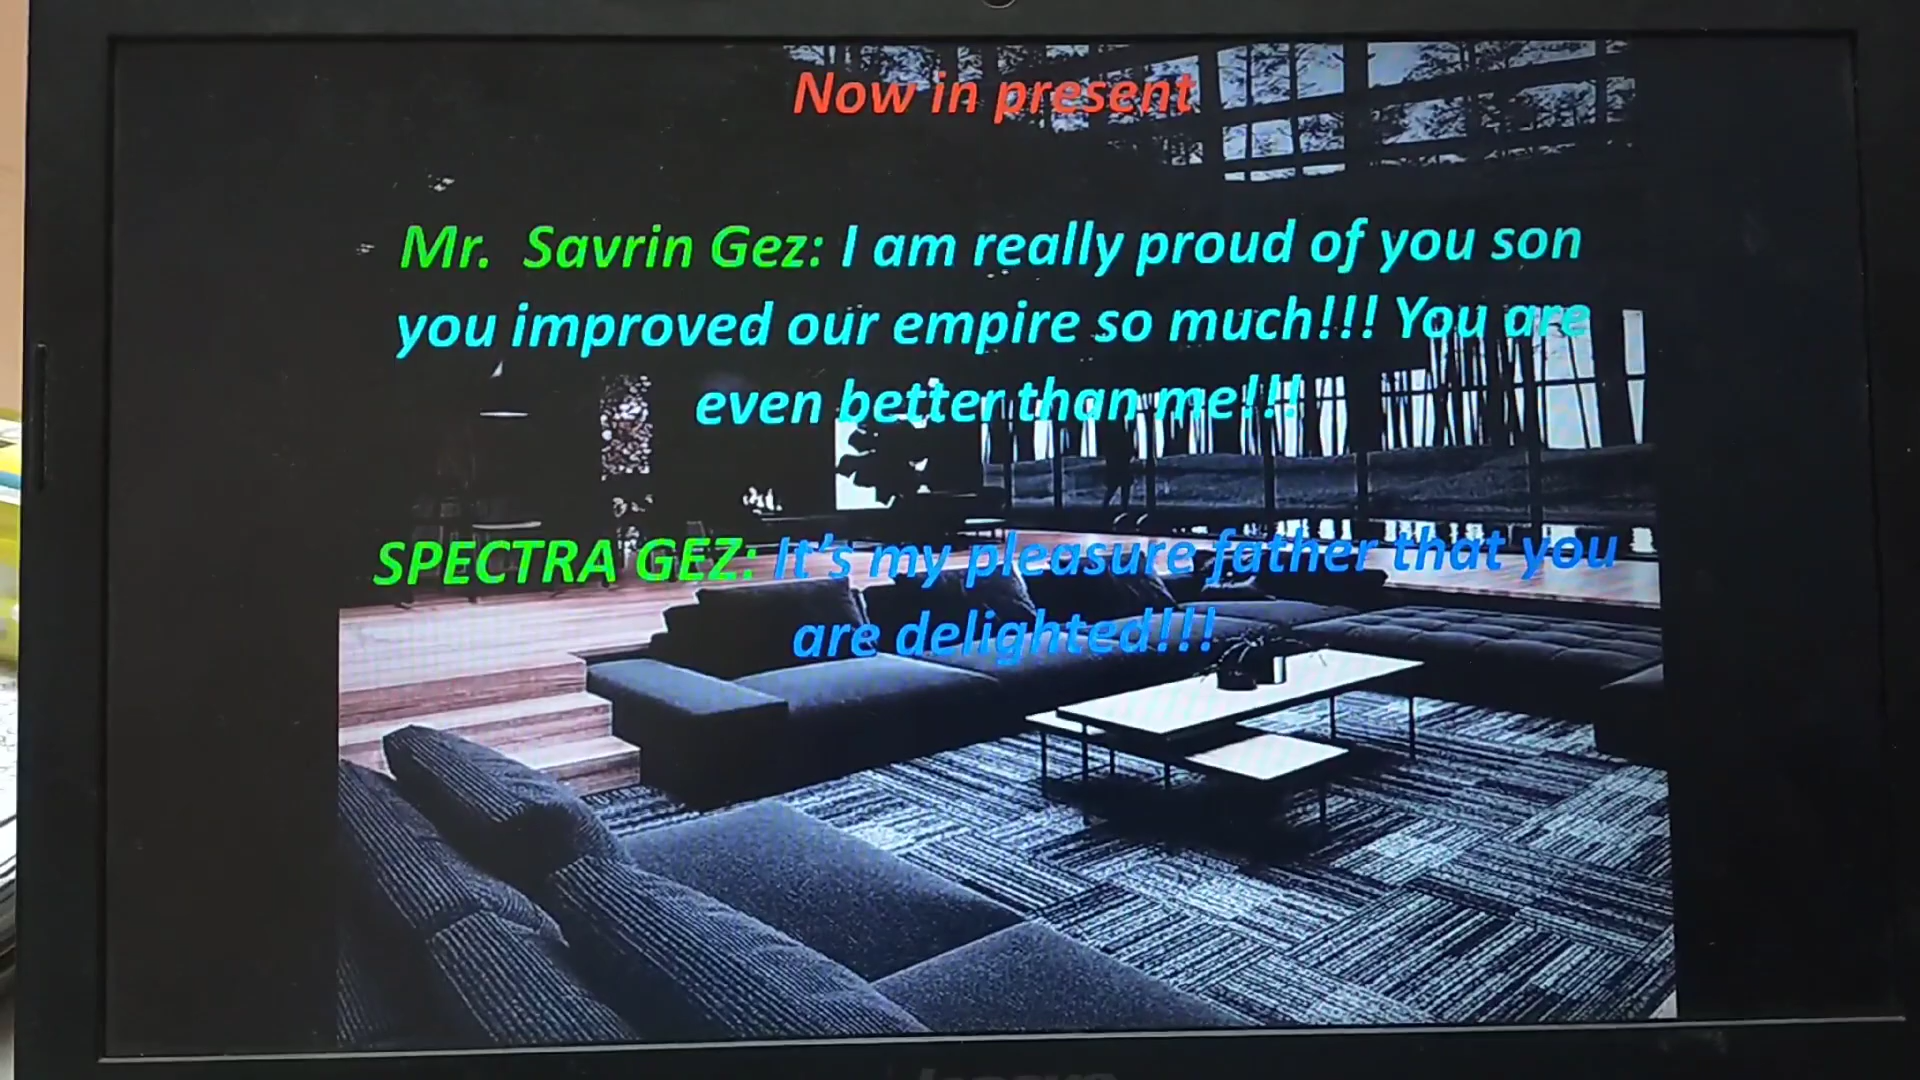 Now in present
Mr. Savrin Gez: I am really proud of you son
you improved our empire so much!!! You are
even better than me!!!
SPECTRA GEZ: It's my pleasure father that you
are delighted!!!